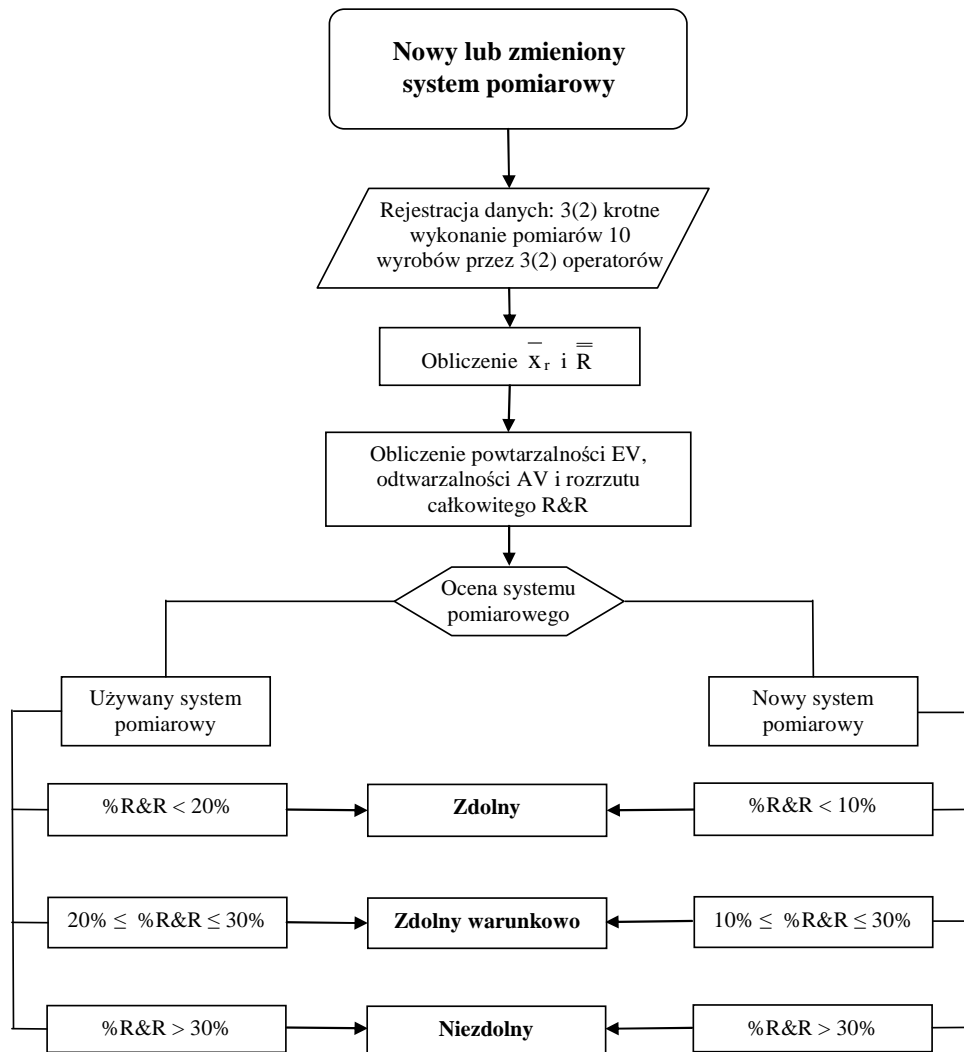 Nowy lub zmieniony
system pomiarowy
Rejestracja danych: 3(2) krotne
wykonanie pomiarów 10
wyrobów przez 3(2) operatorów
Obliczenie x̅r i R̿
Obliczenie powtarzalności EV,
odtwarzalności AV i rozrzutu
całkowitego R&R
Ocena systemu
pomiarowego
Używany system
pomiarowy
Nowy system
pomiarowy
%R&R < 20%
Zdolny
%R&R < 10%
20% ≤ %R&R ≤ 30%
Zdolny warunkowo
10% ≤ %R&R ≤ 30%
%R&R > 30%
Niezdolny
%R&R > 30%